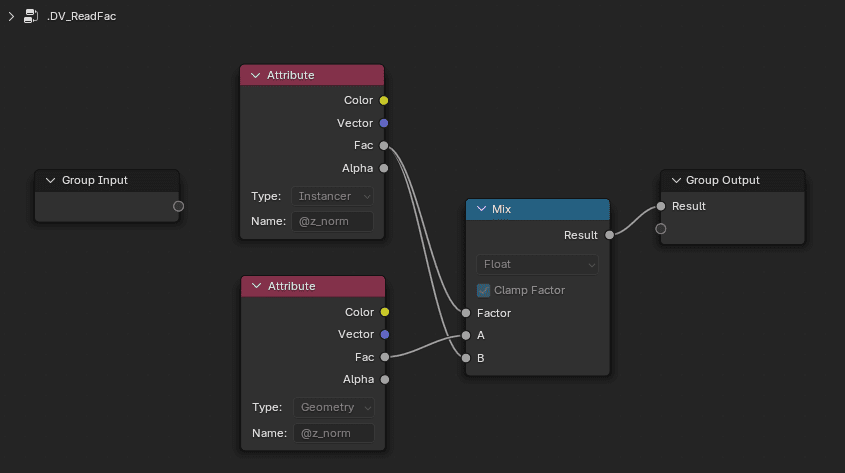 .DV_ReadFac
Attribute
Color
Vector
Fac
Alpha
Type: Instancer
Name: @z_norm
Group Input
Attribute
Color
Vector
Fac
Alpha
Type: Geometry
Name: @z_norm
Mix
Result
Float
Clamp Factor
Factor
A
B
Group Output
Result